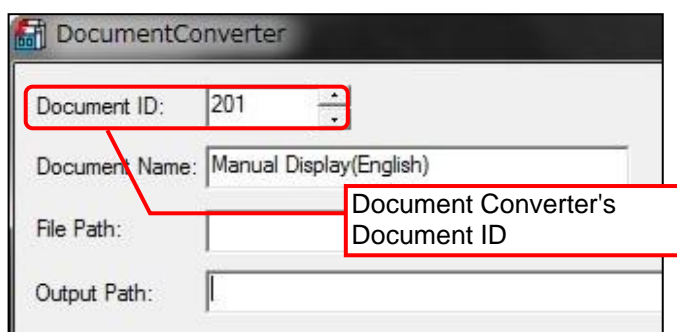 DocumentConverter
Document ID: 201
Document Name: Manual Display(English)
Document Converter's
Document ID
File Path:
Output Path: